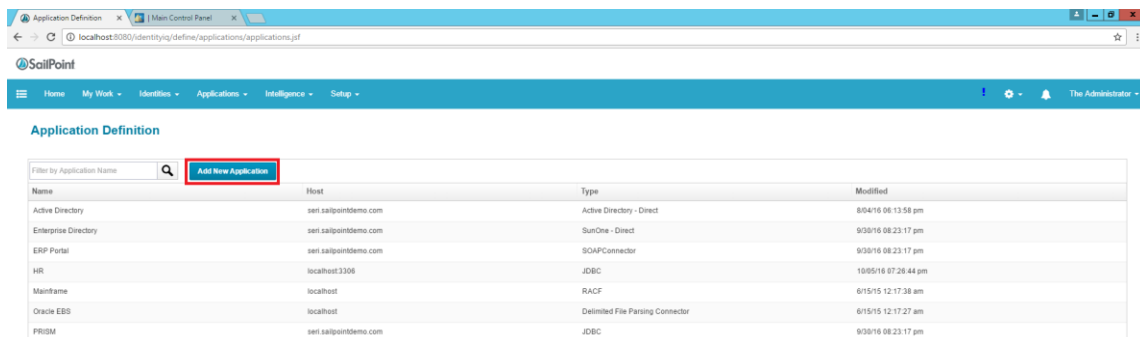 Application Definition | Main Control Panel
localhost:8080/identityiq/define/applications/applications.jsf
SailPoint
Home My Work Identities Applications Intelligence Setup ! The Administrator
Application Definition
Filter by Application Name Add New Application
Name Host Type Modified
Active Directory seri.sailpointdemo.com Active Directory - Direct 8/04/16 06:13:58 pm
Enterprise Directory seri.sailpointdemo.com SunOne - Direct 9/30/16 08:23:17 pm
ERP Portal seri.sailpointdemo.com SOAPConnector 9/30/16 08:23:17 pm
HR localhost:3306 JDBC 10/05/16 07:26:44 pm
Mainframe localhost RACF 6/15/15 12:17:38 am
Oracle EBS localhost Delimited File Parsing Connector 6/15/15 12:17:27 am
PRISM seri.sailpointdemo.com JDBC 9/30/16 08:23:17 pm